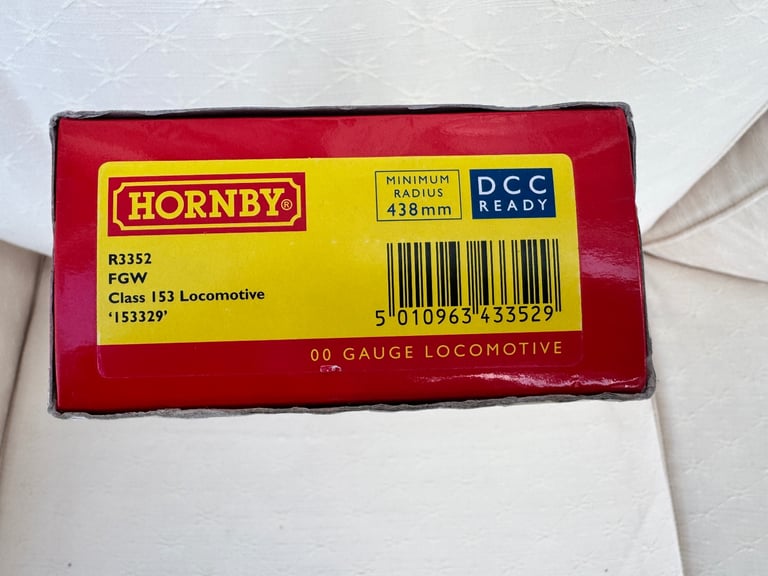 HORNBY®
MINIMUM
RADIUS
438mm
DCC
READY
R3352
FGW
Class 153 Locomotive
‘153329’
5 010963 433529
00 GAUGE LOCOMOTIVE